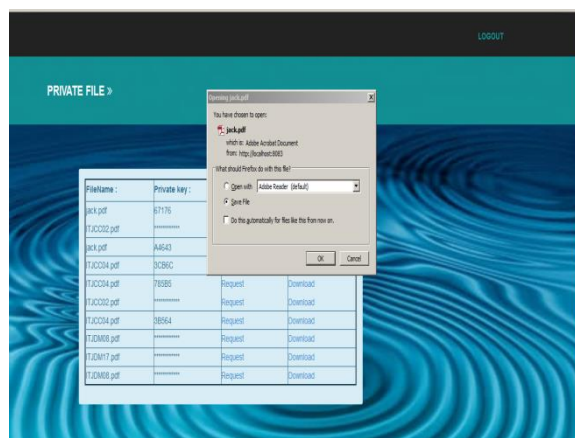 LOGOUT
PRIVATE FILE »
Opening jack.pdf
You have chosen to open:
jack.pdf
which is: Adobe Acrobat Document
from: http://localhost:8083
What should Firefox do with this file?
Open with Adobe Reader (default)
Save File
Do this automatically for files like this from now on.
OK Cancel
FileName : Private key :
jack.pdf 67176
ITJCC02.pdf ***********
jack.pdf A4643
ITJCC04.pdf 3CB6C
ITJCC04.pdf 785B5 Request Download
ITJCC02.pdf *********** Request Download
ITJCC04.pdf 3B564 Request Download
ITJDM08.pdf *********** Request Download
ITJDM17.pdf *********** Request Download
ITJDM08.pdf *********** Request Download